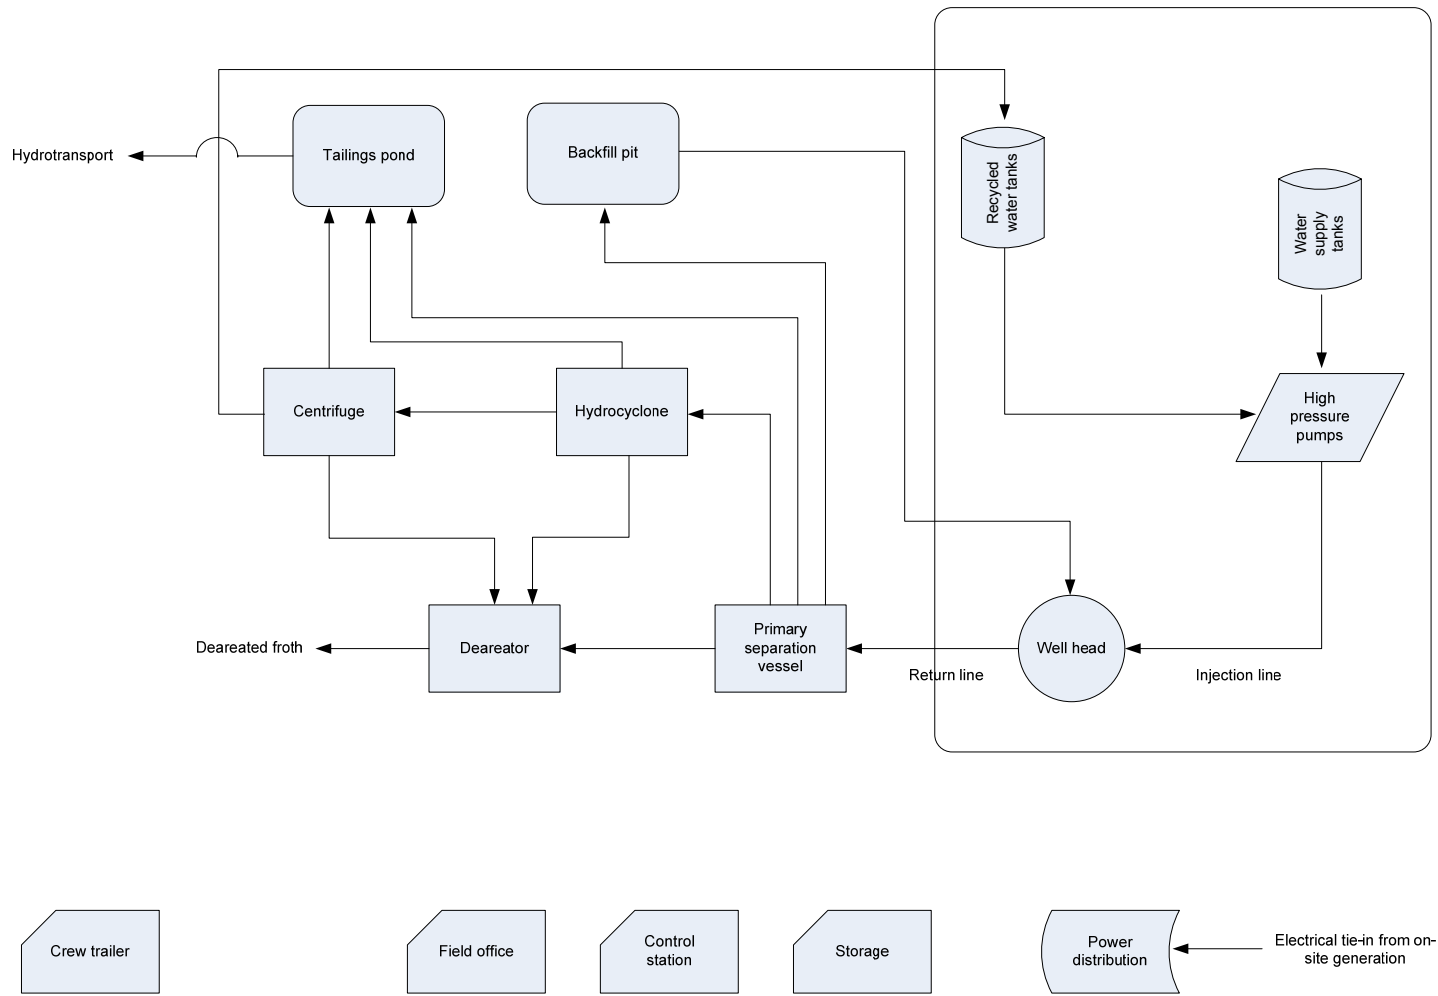 Hydrotransport
Tailings pond
Backfill pit
Recycled
water tanks
Water
supply
tanks
Centrifuge
Hydrocyclone
High
pressure
pumps
Deareated froth
Deareator
Primary
separation
vessel
Return line
Well head
Injection line
Crew trailer
Field office
Control
station
Storage
Power
distribution
Electrical tie-in from on-
site generation